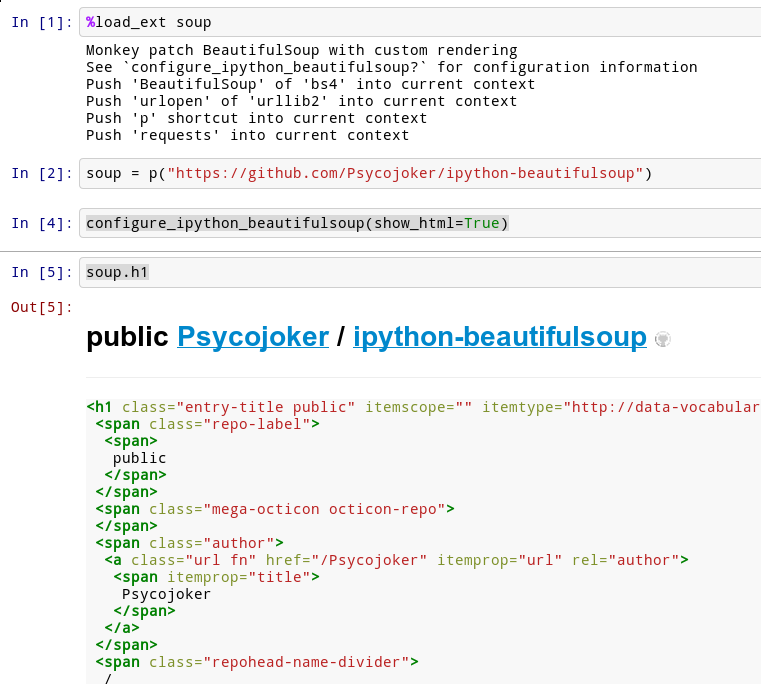 In [1]: %load_ext soup
Monkey patch BeautifulSoup with custom rendering
See `configure_ipython_beautifulsoup?` for configuration information
Push 'BeautifulSoup' of 'bs4' into current context
Push 'urlopen' of 'urllib2' into current context
Push 'p' shortcut into current context
Push 'requests' into current context
In [2]: soup = p("https://github.com/Psycojoker/ipython-beautifulsoup")
In [4]: configure_ipython_beautifulsoup(show_html=True)
In [5]: soup.h1
Out[5]:
public Psycojoker / ipython-beautifulsoup
<h1 class="entry-title public" itemscope="" itemtype="http://data-vocabular
 <span class="repo-label">
  <span>
   public
  </span>
 </span>
 <span class="mega-octicon octicon-repo">
 </span>
 <span class="author">
  <a class="url fn" href="/Psycojoker" itemprop="url" rel="author">
   <span itemprop="title">
    Psycojoker
   </span>
  </a>
 </span>
 <span class="repohead-name-divider">
  /